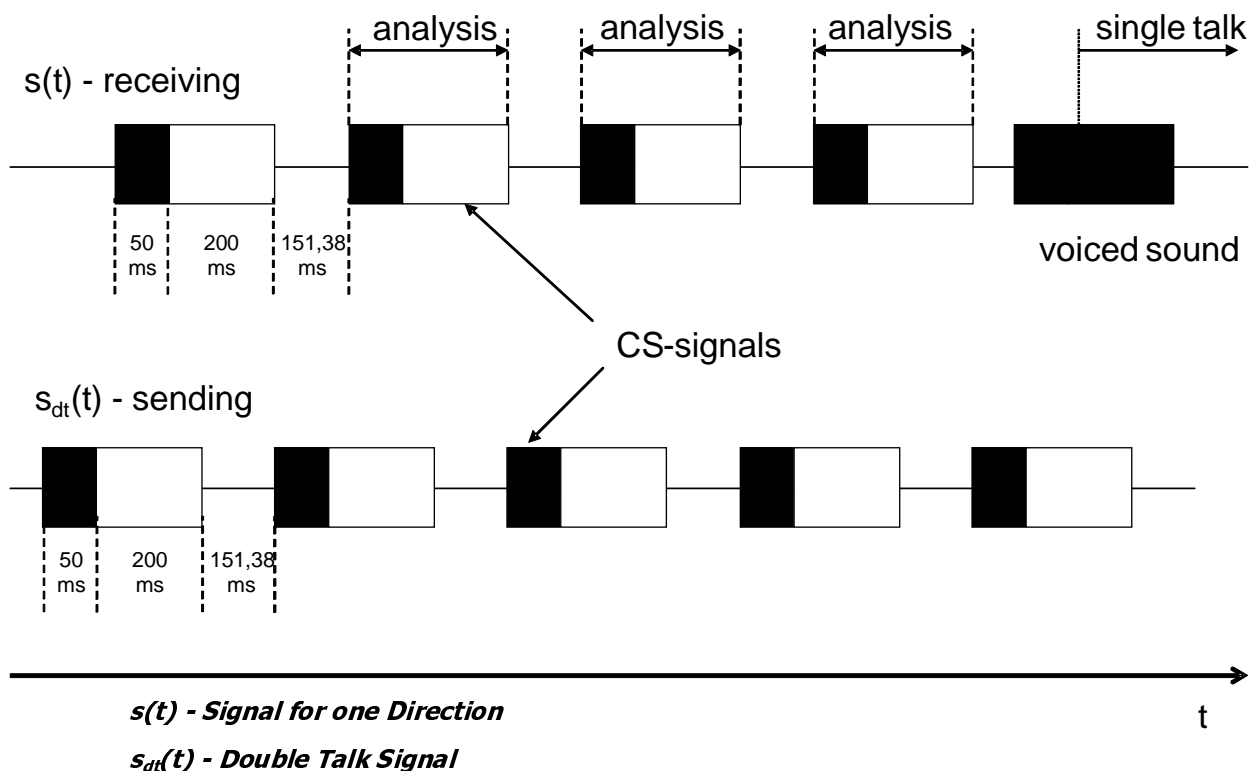 analysis analysis analysis single talk
s(t) - receiving
50 200 151,38
ms ms ms
voiced sound
CS-signals
sdt(t) - sending
50 200 151,38
ms ms ms
s(t) - Signal for one Direction
t
sdt(t) - Double Talk Signal